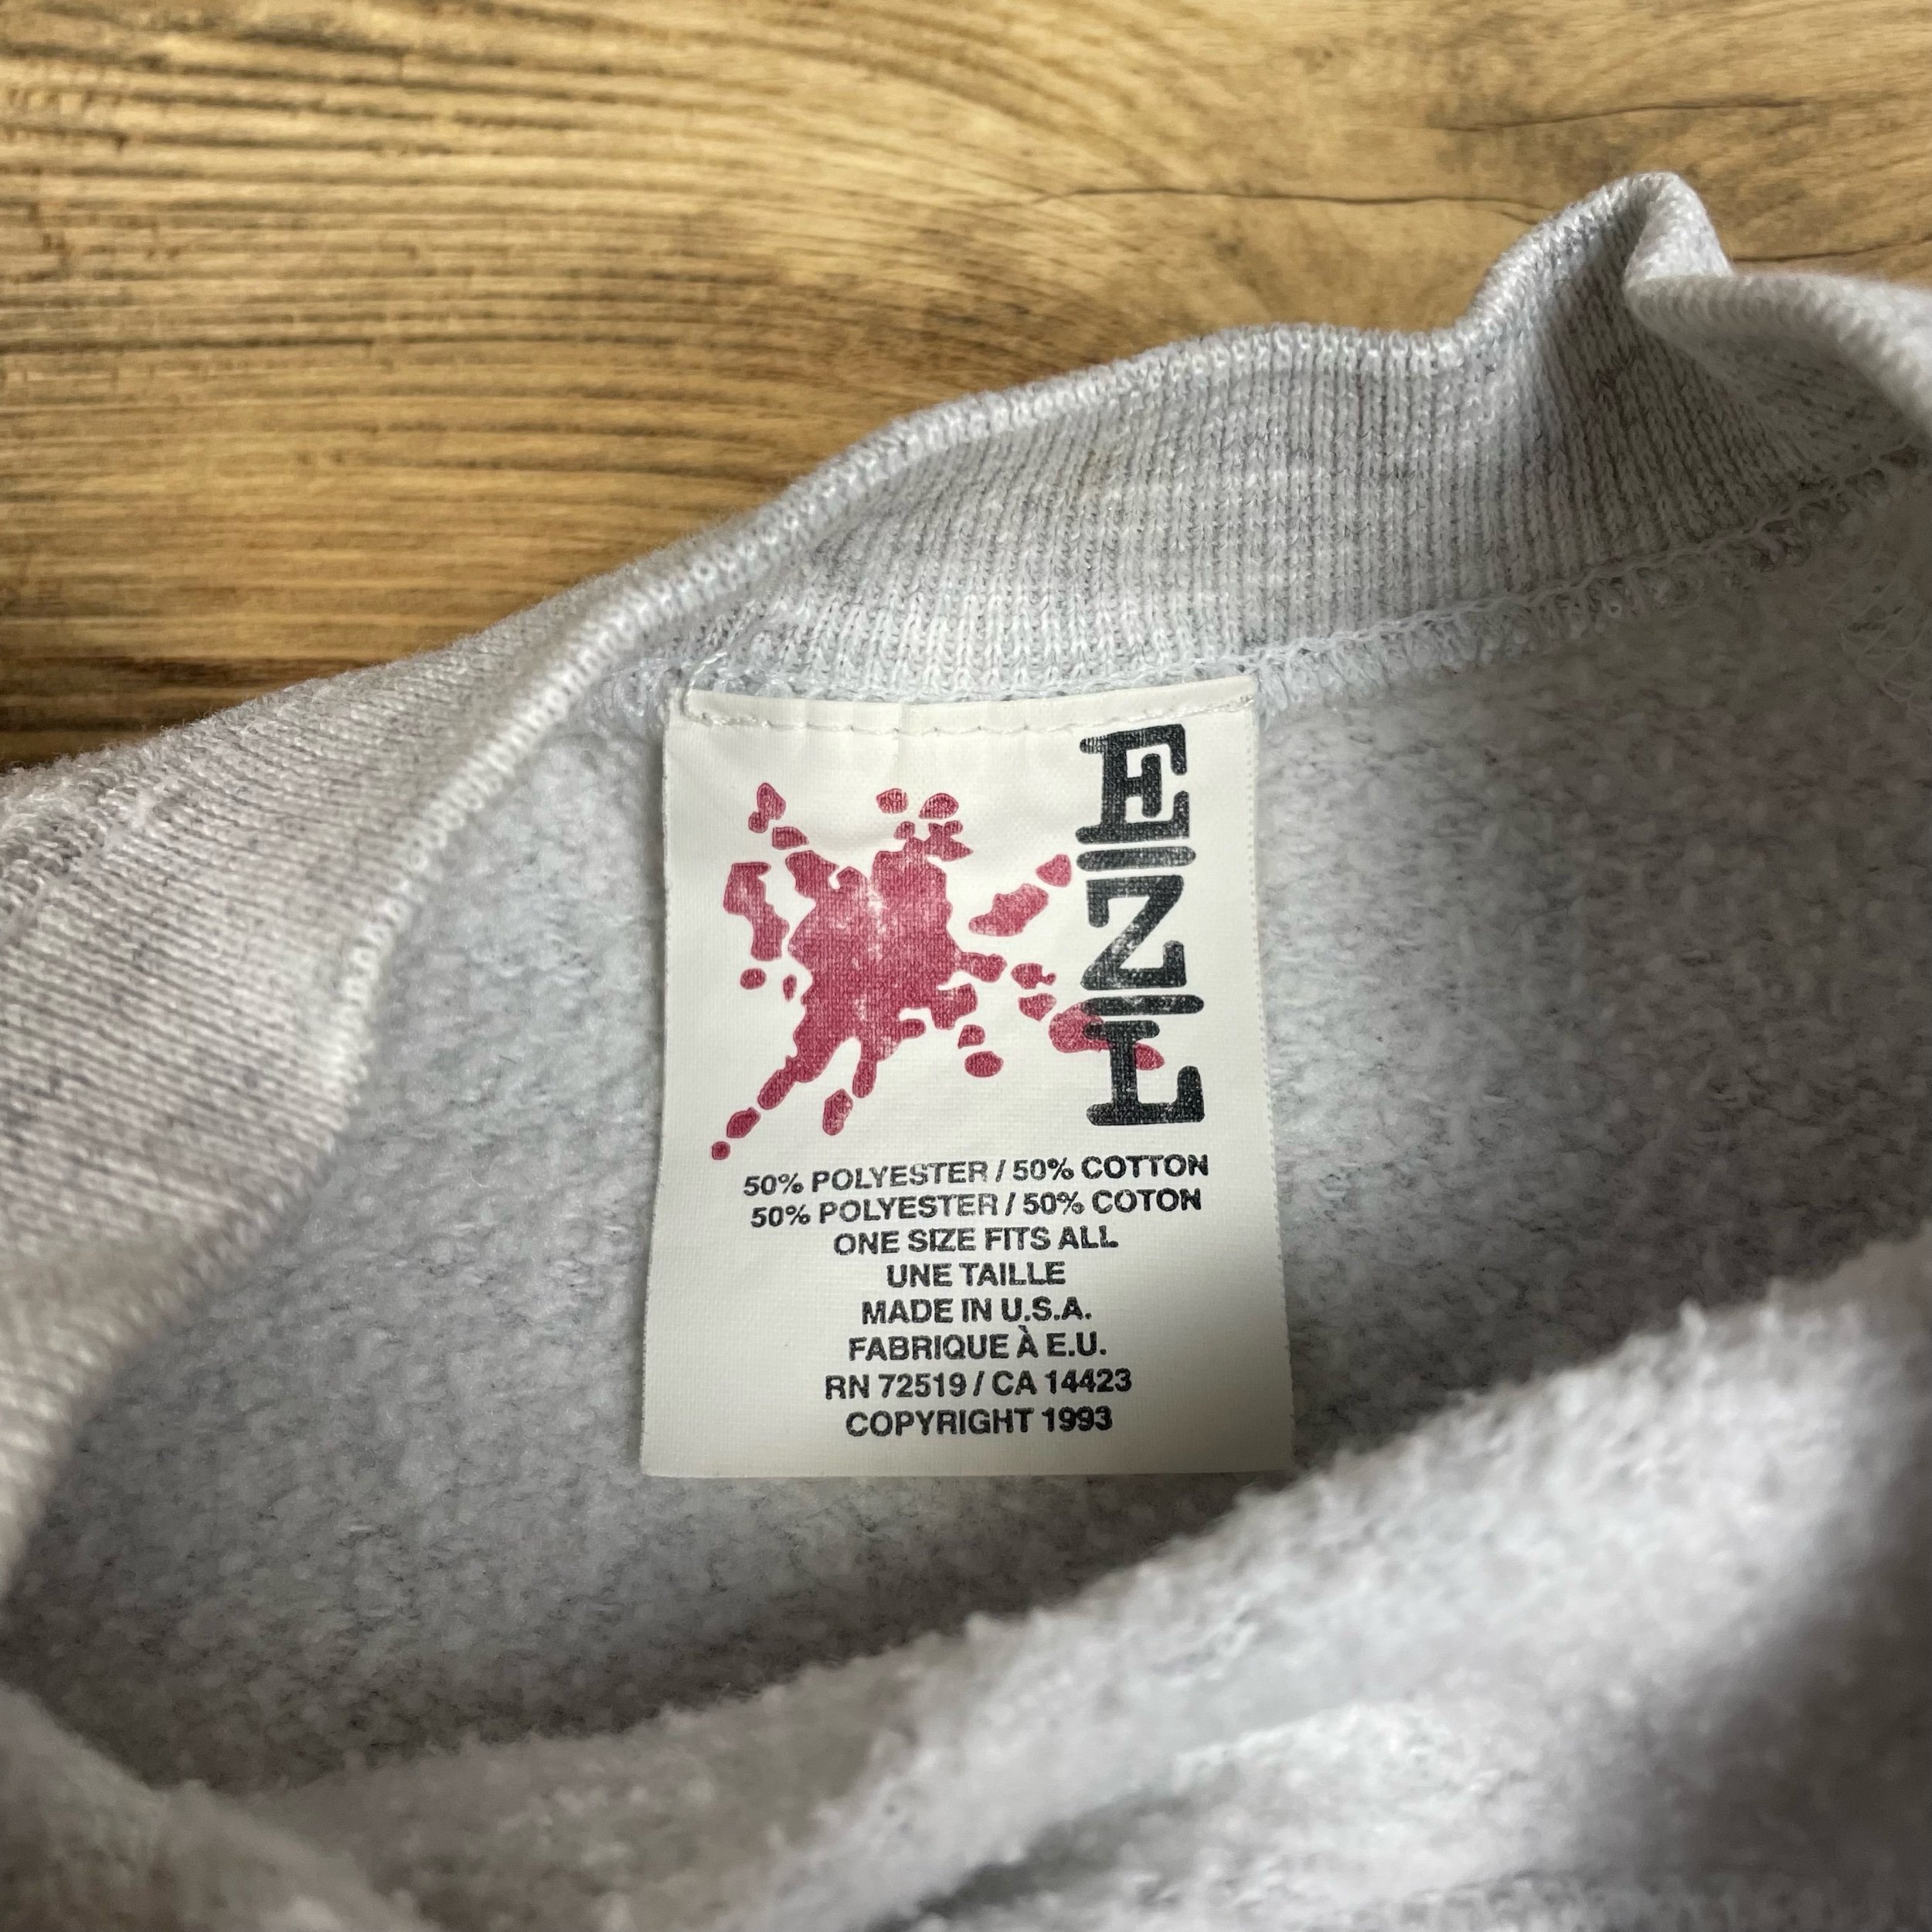 EZL
50% POLYESTER / 50% COTTON
50% POLYESTER / 50% COTON
ONE SIZE FITS ALL
UNE TAILLE
MADE IN U.S.A.
FABRIQUE À E.U.
RN 72519 / CA 14423
COPYRIGHT 1993